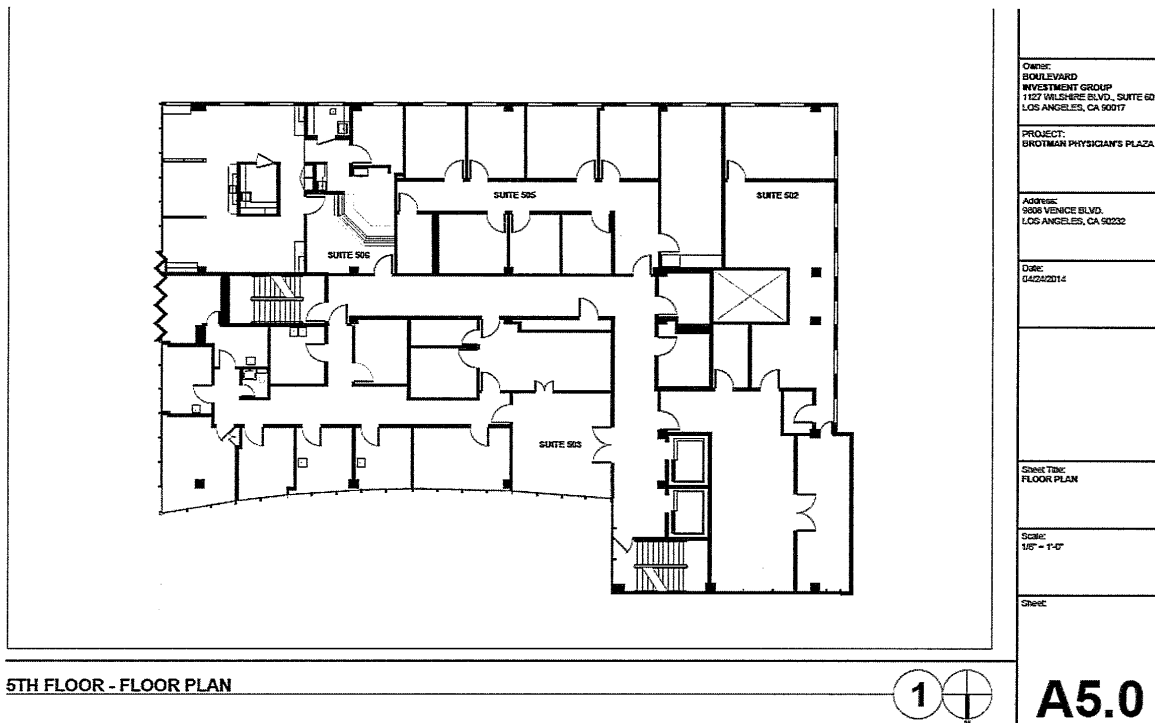 SUITE 505
SUITE 502
SUITE 506
SUITE 503
5TH FLOOR - FLOOR PLAN
1
Owner:
BOULEVARD
INVESTMENT GROUP
1127 WILSHIRE BLVD., SUITE 60
LOS ANGELES, CA 90017
PROJECT:
BROTMAN PHYSICIAN'S PLAZA
Address:
9808 VENICE BLVD.
LOS ANGELES, CA 90232
Date:
04/24/2014
Sheet Title:
FLOOR PLAN
Scale:
1/8" = 1'-0"
Sheet:
A5.0